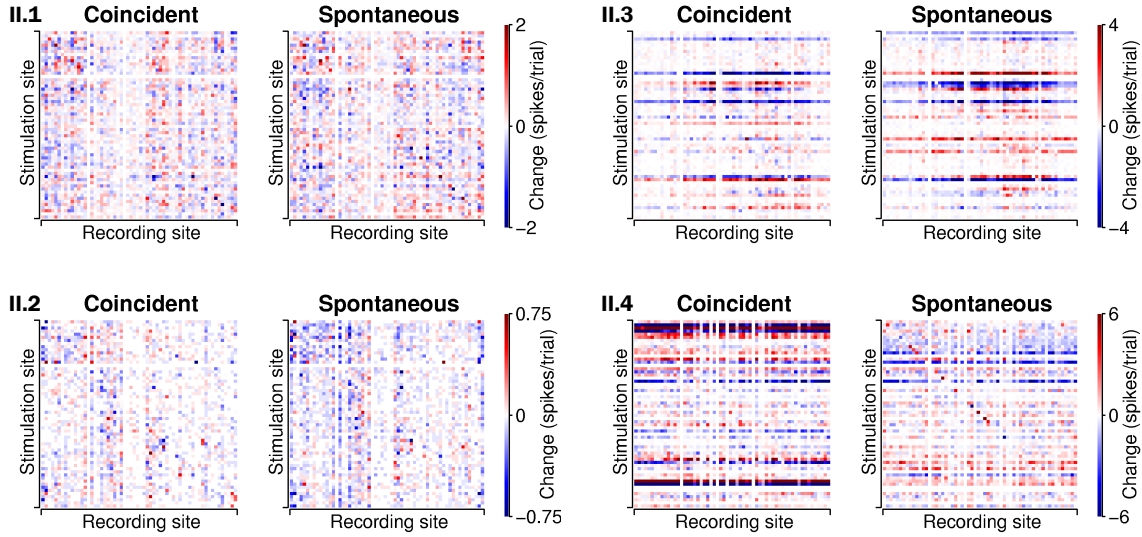 II.1 Coincident Spontaneous
2
0
−2
Change (spikes/trial)
Stimulation site
Recording site Recording site
II.3 Coincident Spontaneous
4
0
−4
Change (spikes/trial)
Stimulation site Stimulation site
Recording site Recording site
II.2 Coincident Spontaneous
0.75
0
−0.75
Change (spikes/trial)
Stimulation site Stimulation site
Recording site Recording site
II.4 Coincident Spontaneous
6
0
−6
Change (spikes/trial)
Stimulation site Stimulation site
Recording site Recording site